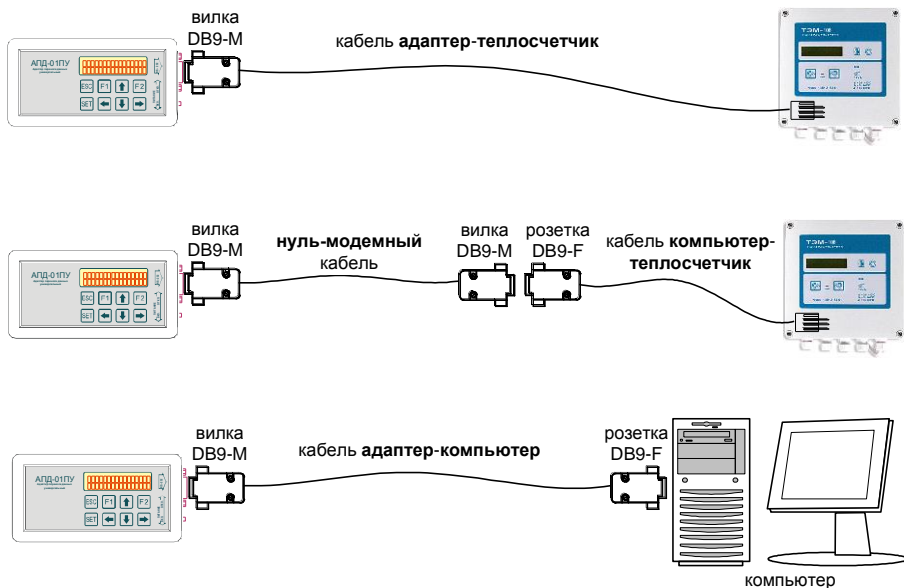 вилка
DB9-M
кабель адаптер-теплосчетчик
АПД-01ПУ
ESC F1 F2
SET
ТЭМ-
вилка
DB9-M
нуль-модемный
кабель
вилка
DB9-M
розетка
DB9-F
кабель компьютер-
теплосчетчик
АПД-01ПУ
ESC F1 F2
SET
ТЭМ-
вилка
DB9-M
кабель адаптер-компьютер
розетка
DB9-F
АПД-01ПУ
ESC F1 F2
SET
компьютер